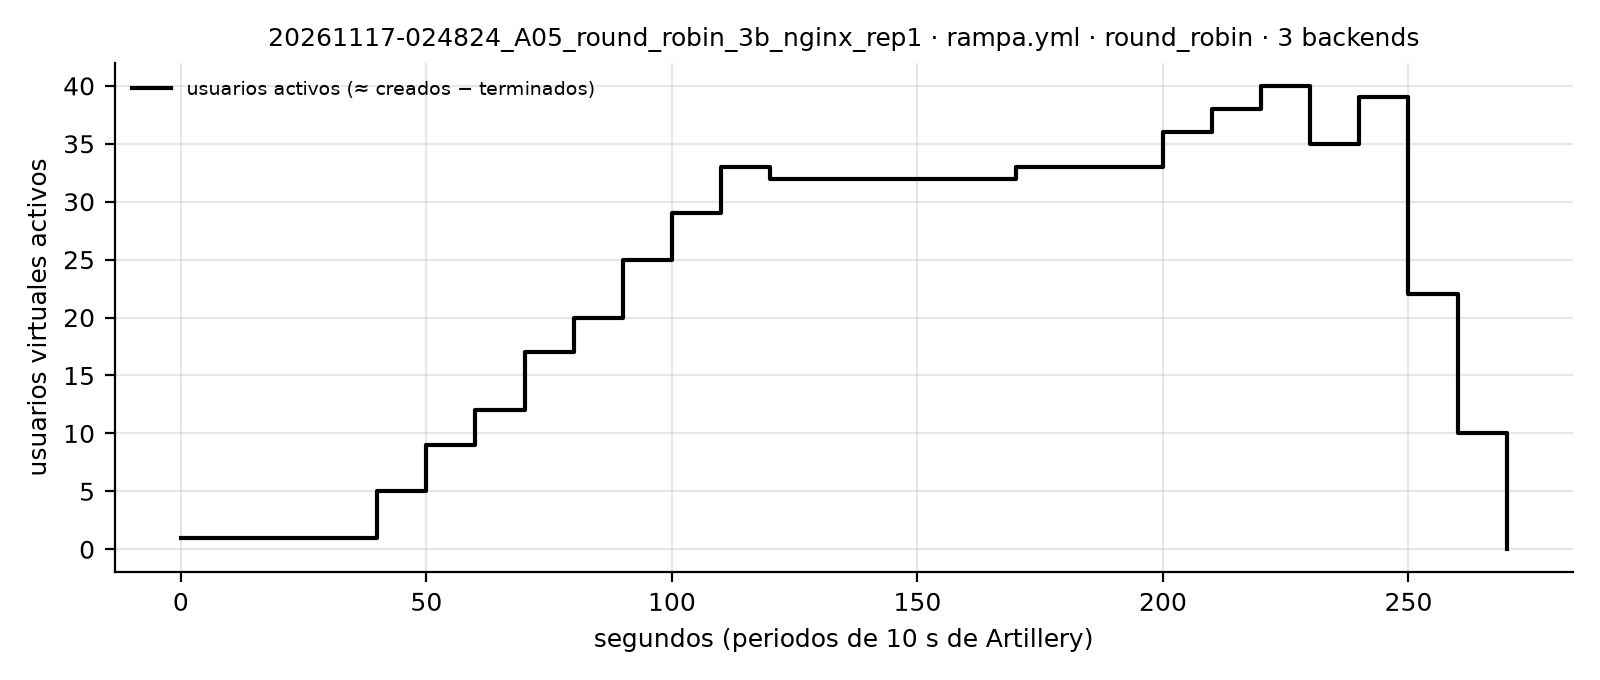 20261117-024824_A05_round_robin_3b_nginx_rep1 · rampa.yml · round_robin · 3 backends
usuarios activos (≈ creados − terminados)
usuarios virtuales activos
40
35
30
25
20
15
10
5
0
0 50 100 150 200 250
segundos (periodos de 10 s de Artillery)